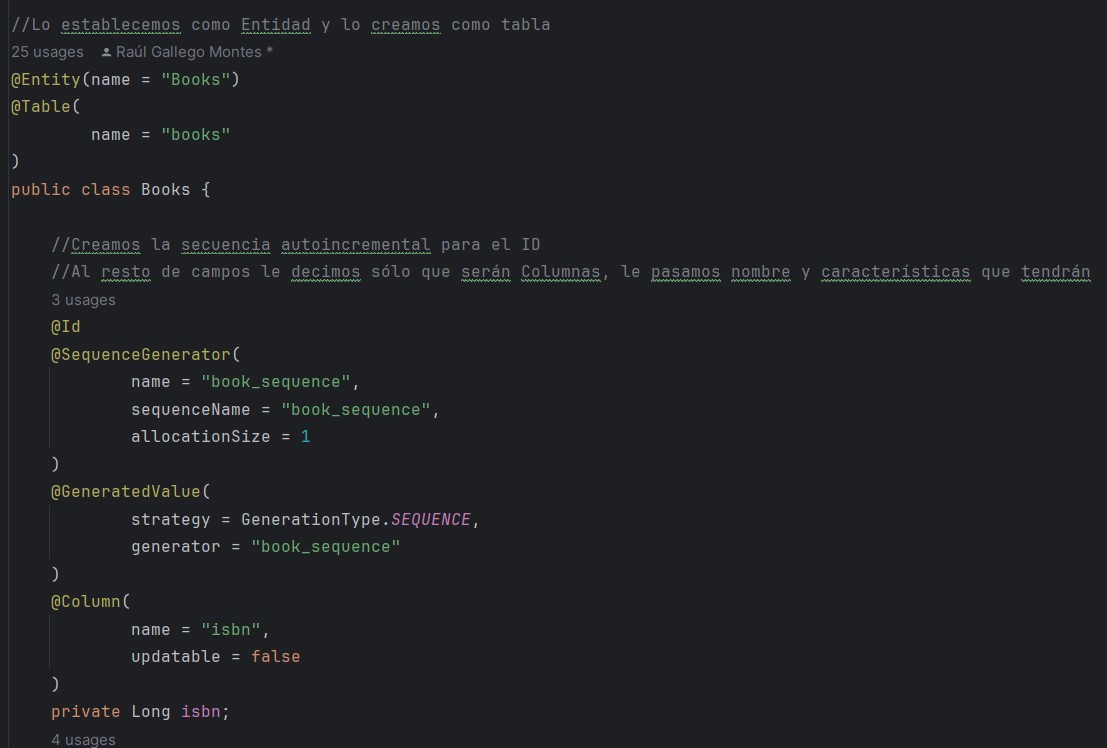 //Lo establecemos como Entidad y lo creamos como tabla
25 usages Raúl Gallego Montes *
@Entity(name = "Books")
@Table(
name = "books"
)
public class Books {
//Creamos la secuencia autoincremental para el ID
//Al resto de campos le decimos sólo que serán Columnas, le pasamos nombre y características que tendrán
3 usages
@Id
@SequenceGenerator(
name = "book_sequence",
sequenceName = "book_sequence",
allocationSize = 1
)
@GeneratedValue(
strategy = GenerationType.SEQUENCE,
generator = "book_sequence"
)
@Column(
name = "isbn",
updatable = false
)
private Long isbn;
4 usages